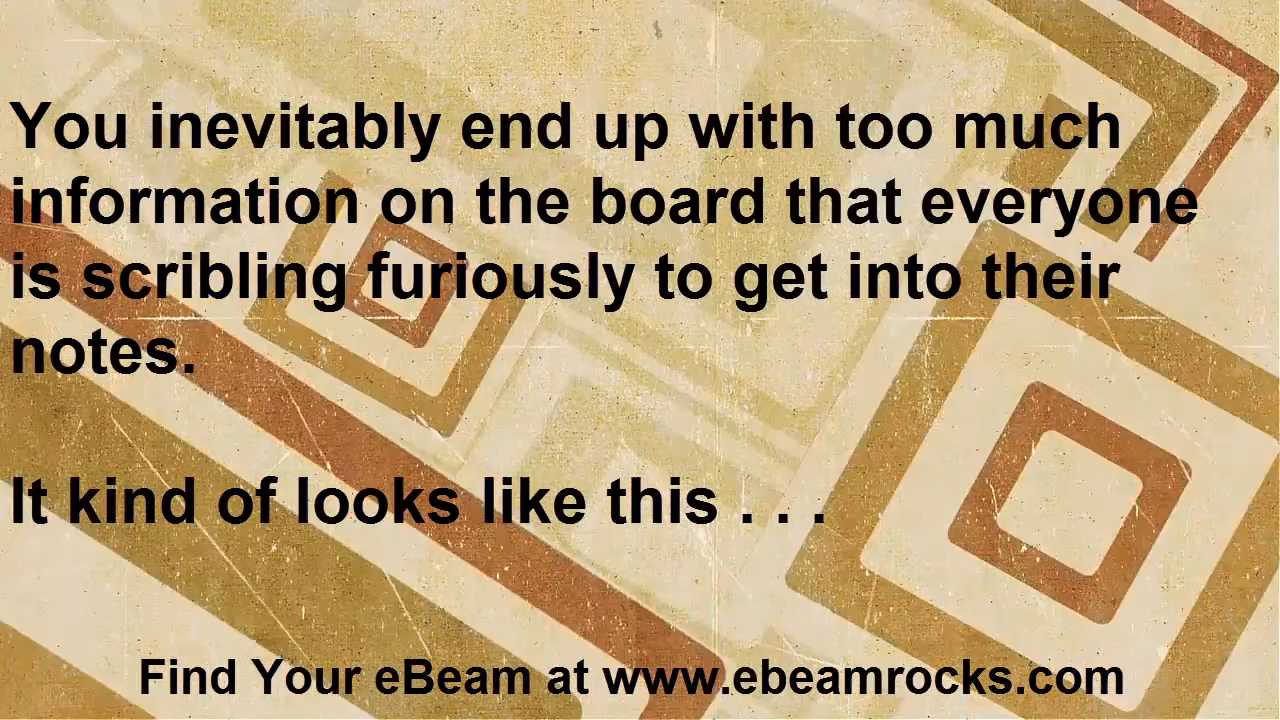 You inevitably end up with too much
information on the board that everyone
is scribling furiously to get into their
notes.
It kind of looks like this . . .
Find Your eBeam at www.ebeamrocks.com